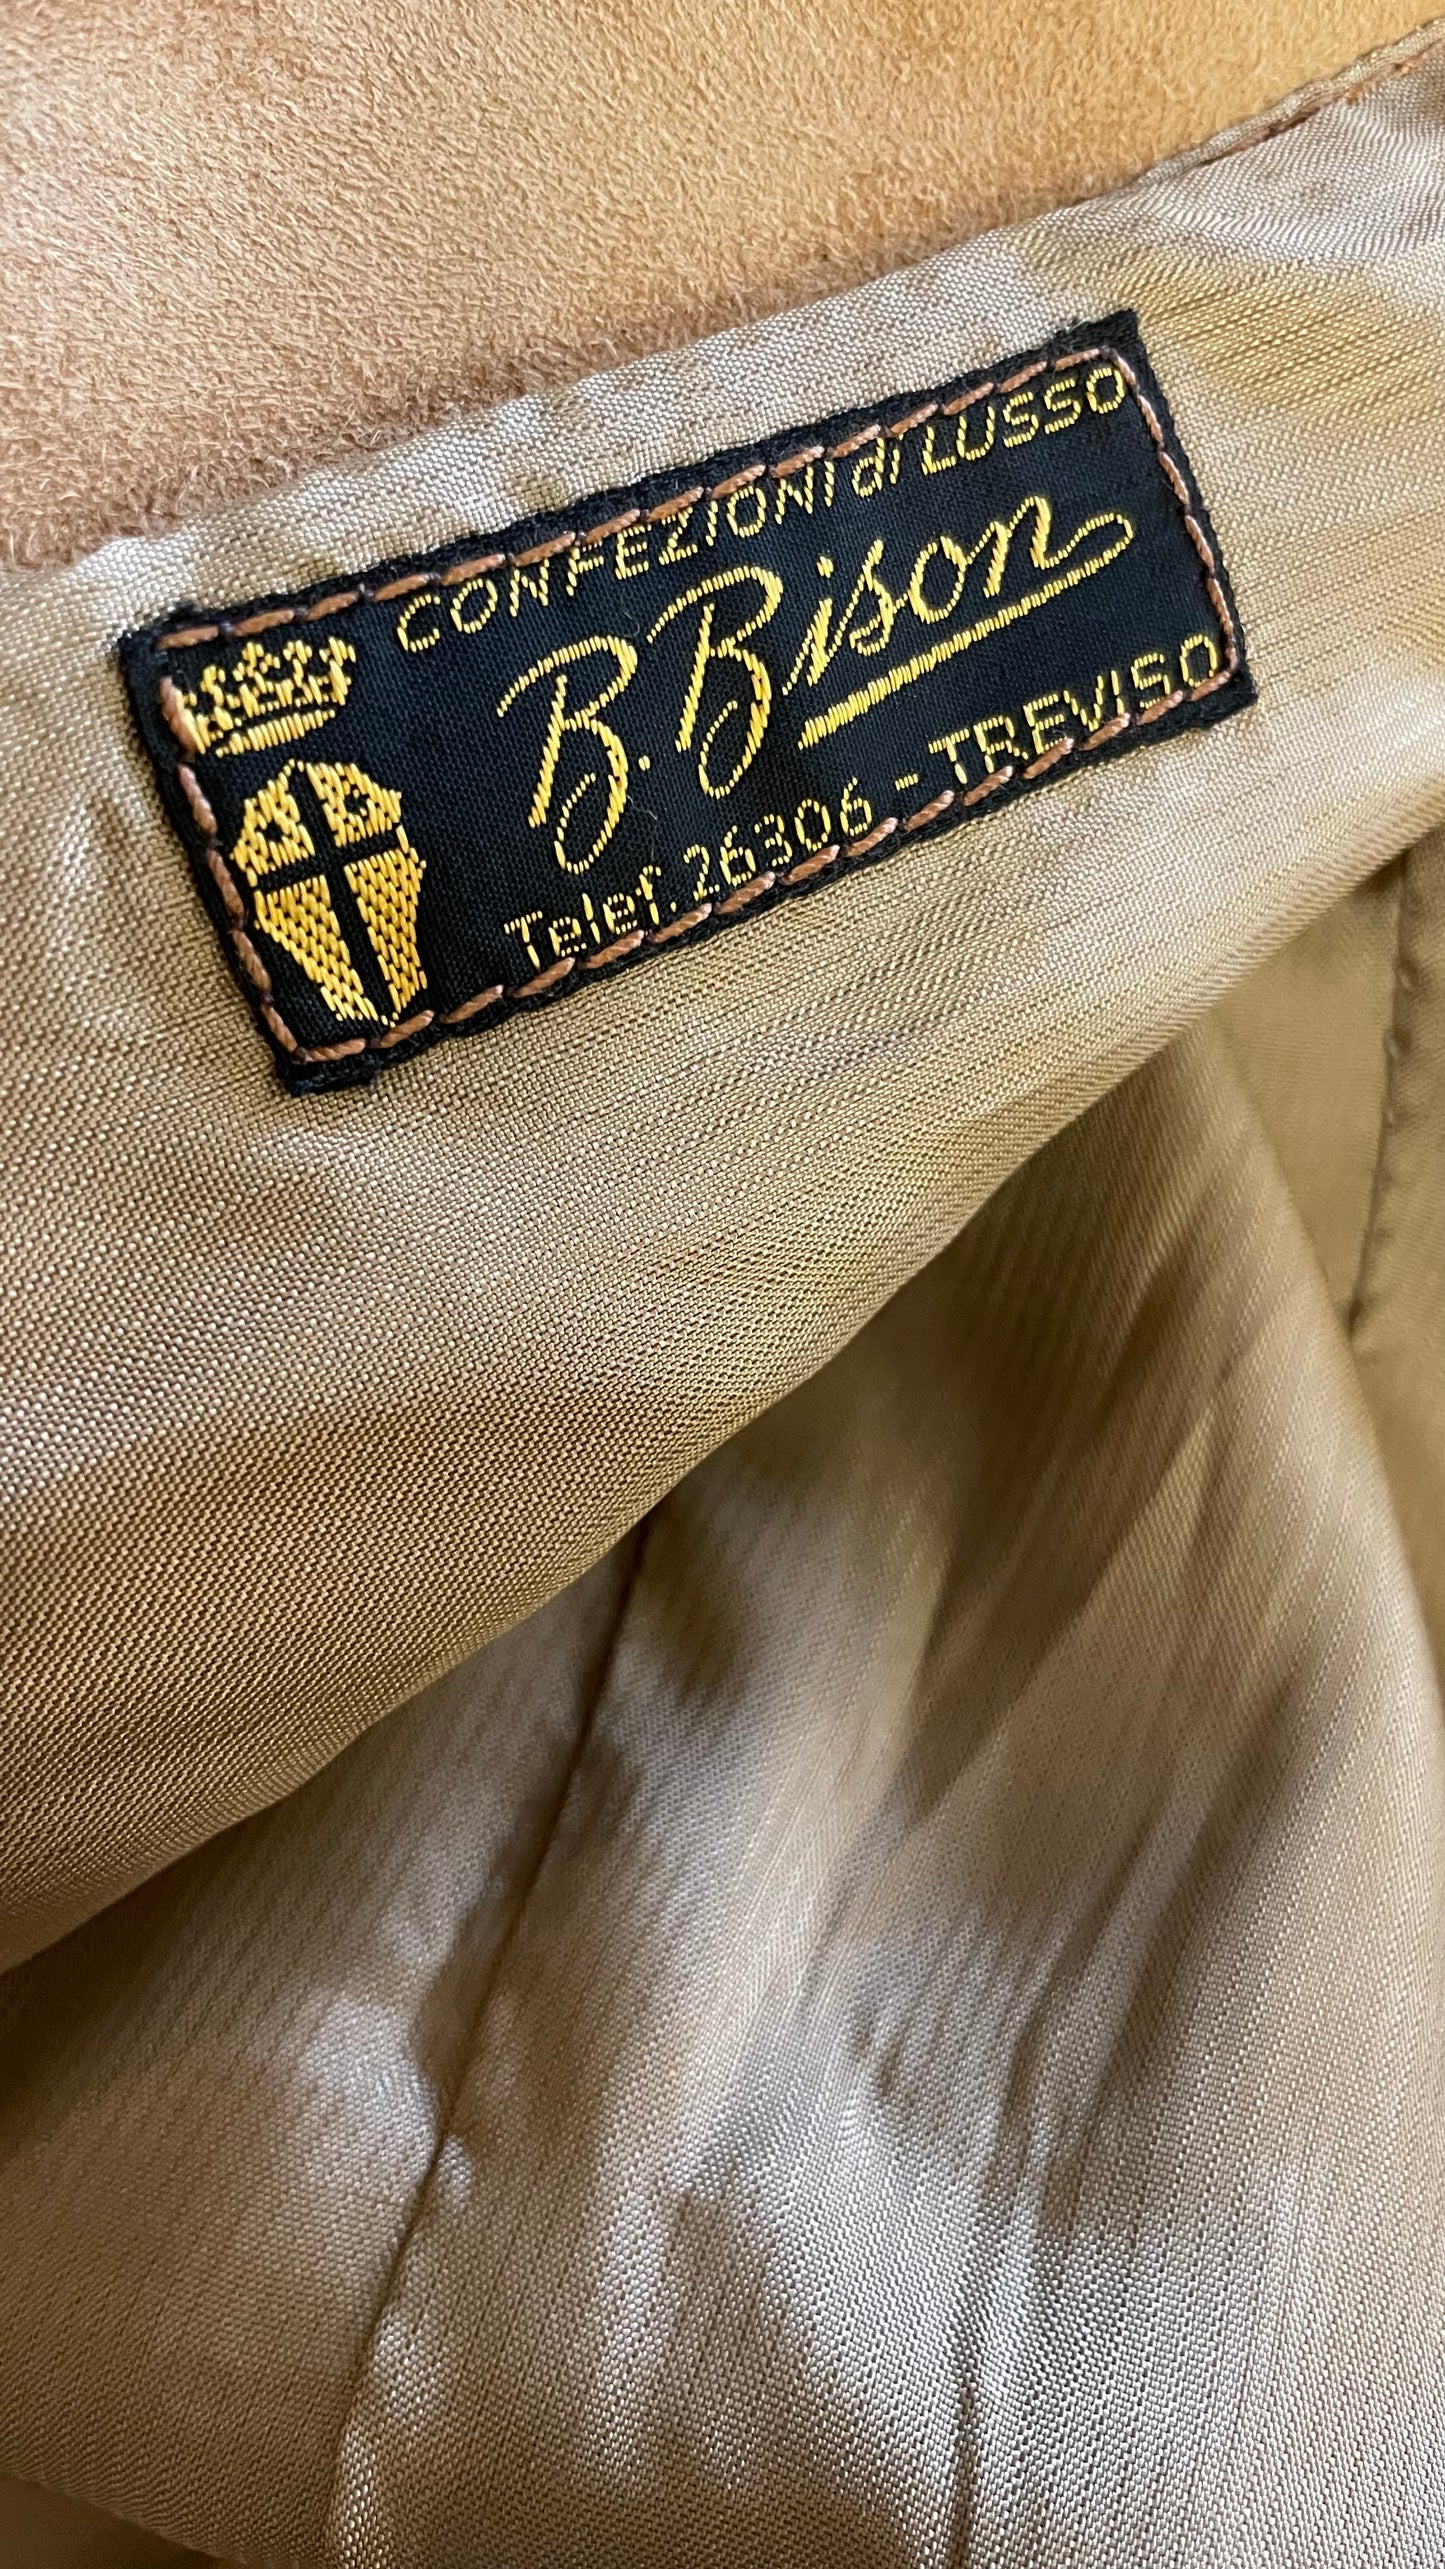 CONFEZIONI di LUSSO
B. Bison
Telef. 26306 - TREVISO